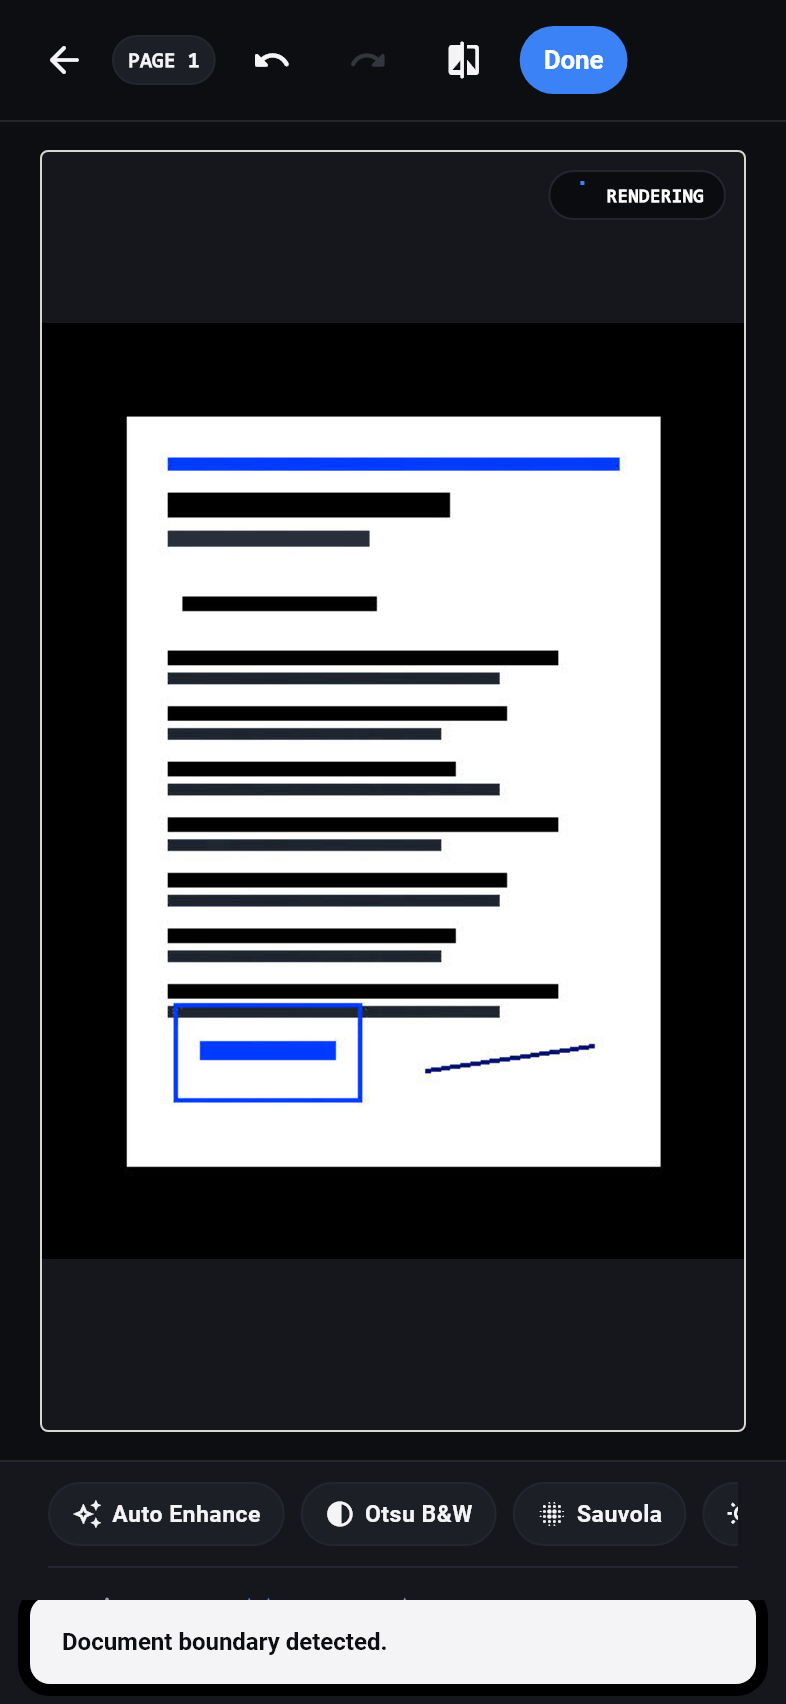 PAGE 1
Done
RENDERING
Auto Enhance
Otsu B&W
Sauvola
Document boundary detected.